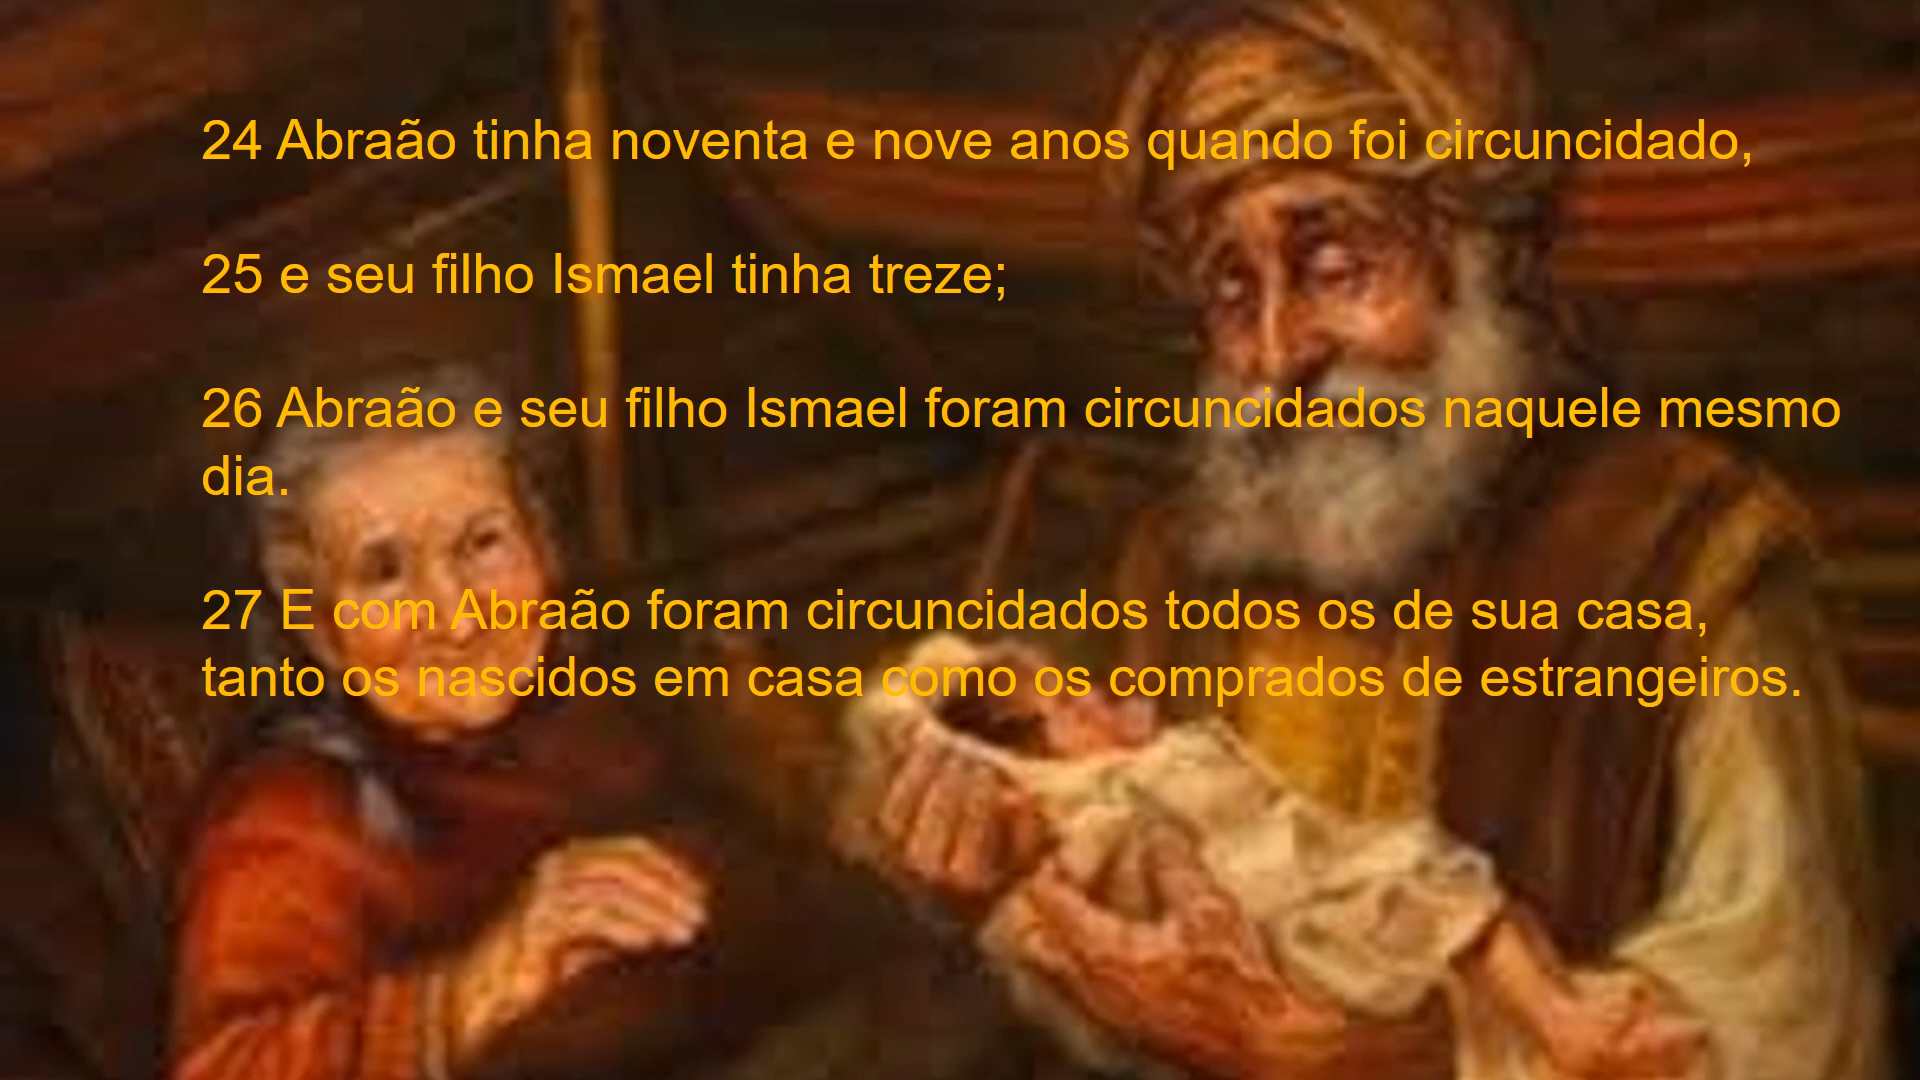 24 Abraão tinha noventa e nove anos quando foi circuncidado,
25 e seu filho Ismael tinha treze;
26 Abraão e seu filho Ismael foram circuncidados naquele mesmo
dia.
27 E com Abraão foram circuncidados todos os de sua casa,
tanto os nascidos em casa como os comprados de estrangeiros.